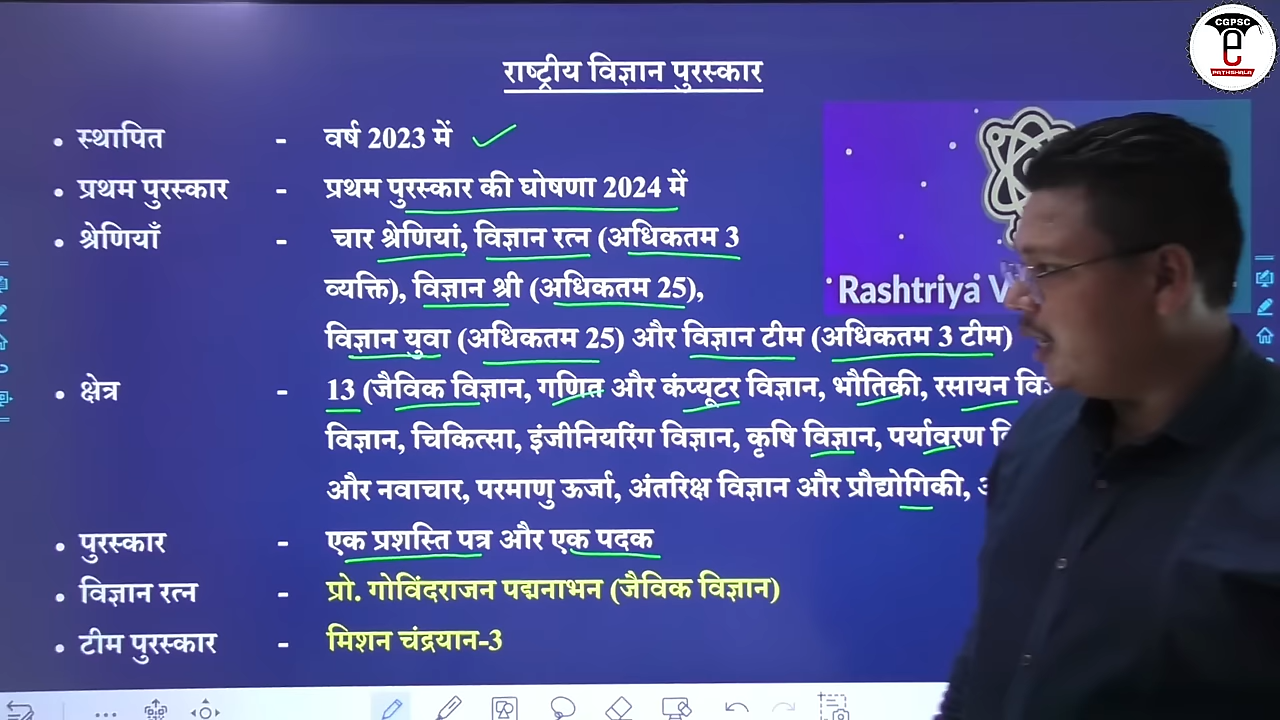 CGPSC
e
PATHSHALA
राष्ट्रीय विज्ञान पुरस्कार
• स्थापित - वर्ष 2023 में
• प्रथम पुरस्कार - प्रथम पुरस्कार की घोषणा 2024 में
• श्रेणियाँ - चार श्रेणियां, विज्ञान रत्न (अधिकतम 3
व्यक्ति), विज्ञान श्री (अधिकतम 25),
विज्ञान युवा (अधिकतम 25) और विज्ञान टीम (अधिकतम 3 टीम)
Rashtriya
• क्षेत्र - 13 (जैविक विज्ञान, गणित और कंप्यूटर विज्ञान, भौतिकी, रसायन
विज्ञान, चिकित्सा, इंजीनियरिंग विज्ञान, कृषि विज्ञान, पर्यावरण
और नवाचार, परमाणु ऊर्जा, अंतरिक्ष विज्ञान और प्रौद्योगिकी,
• पुरस्कार - एक प्रशस्ति पत्र और एक पदक
• विज्ञान रत्न - प्रो. गोविंदराजन पद्मनाभन (जैविक विज्ञान)
• टीम पुरस्कार - मिशन चंद्रयान-3